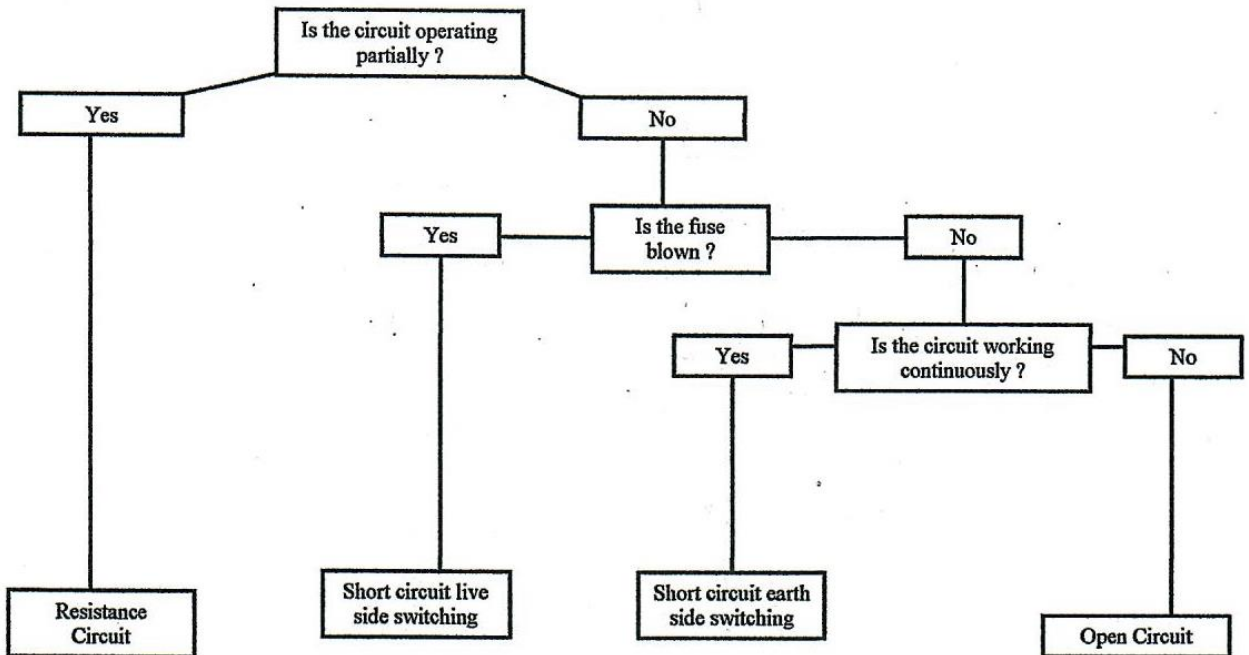 Is the circuit operating
partially ?
Yes
No
Yes
Is the fuse
blown ?
No
Yes
Is the circuit working
continuously ?
No
Resistance
Circuit
Short circuit live
side switching
Short circuit earth
side switching
Open Circuit